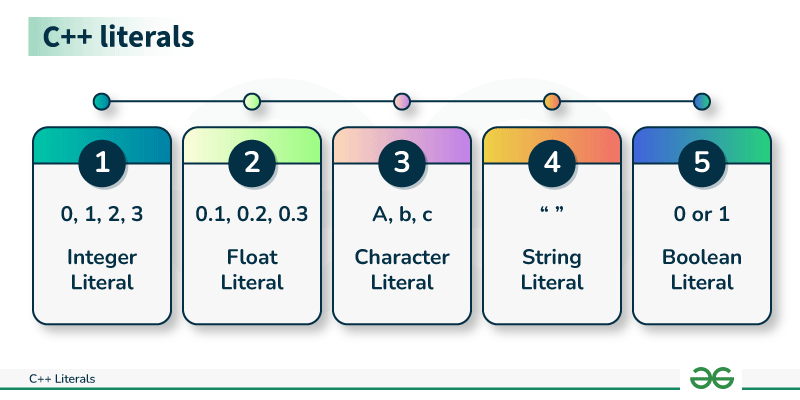 C++ literals
1
0, 1, 2, 3
Integer
Literal
2
0.1, 0.2, 0.3
Float
Literal
3
A, b, c
Character
Literal
4
“ ”
String
Literal
5
0 or 1
Boolean
Literal
C++ Literals